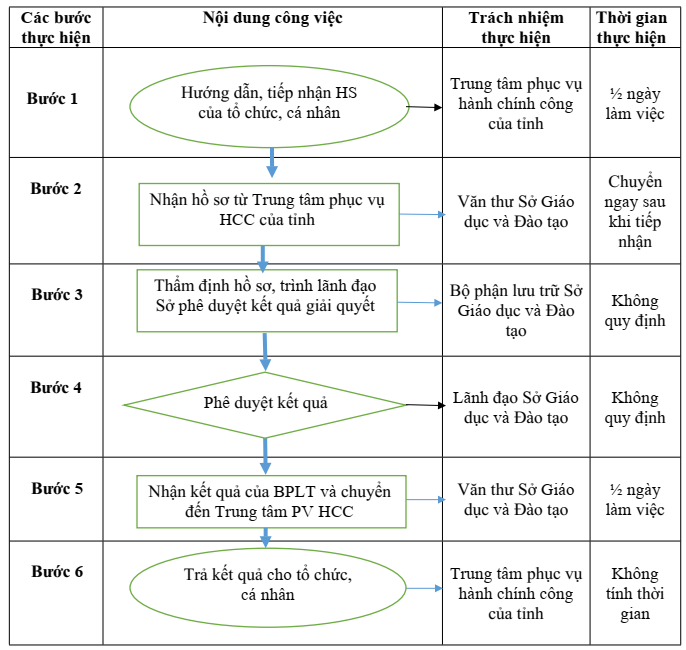 Các bước
thực hiện
Nội dung công việc
Trách nhiệm
thực hiện
Thời gian
thực hiện
Bước 1
Hướng dẫn, tiếp nhận HS
của tổ chức, cá nhân
Trung tâm phục vụ
hành chính công
của tỉnh
½ ngày
làm việc
Bước 2
Nhận hồ sơ từ Trung tâm phục vụ
HCC của tỉnh
Văn thư Sở Giáo
dục và Đào tạo
Chuyển
ngay sau
khi tiếp
nhận
Bước 3
Thẩm định hồ sơ, trình lãnh đạo
Sở phê duyệt kết quả giải quyết
Bộ phận lưu trữ Sở
Giáo dục và Đào
tạo
Không
quy định
Bước 4
Phê duyệt kết quả
Lãnh đạo Sở Giáo
dục và Đào tạo
Không
quy định
Bước 5
Nhận kết quả của BPLT và chuyển
đến Trung tâm PV HCC
Văn thư Sở Giáo
dục và Đào tạo
½ ngày
làm việc
Bước 6
Trả kết quả cho tổ chức,
cá nhân
Trung tâm phục vụ
hành chính công
của tỉnh
Không
tính thời
gian